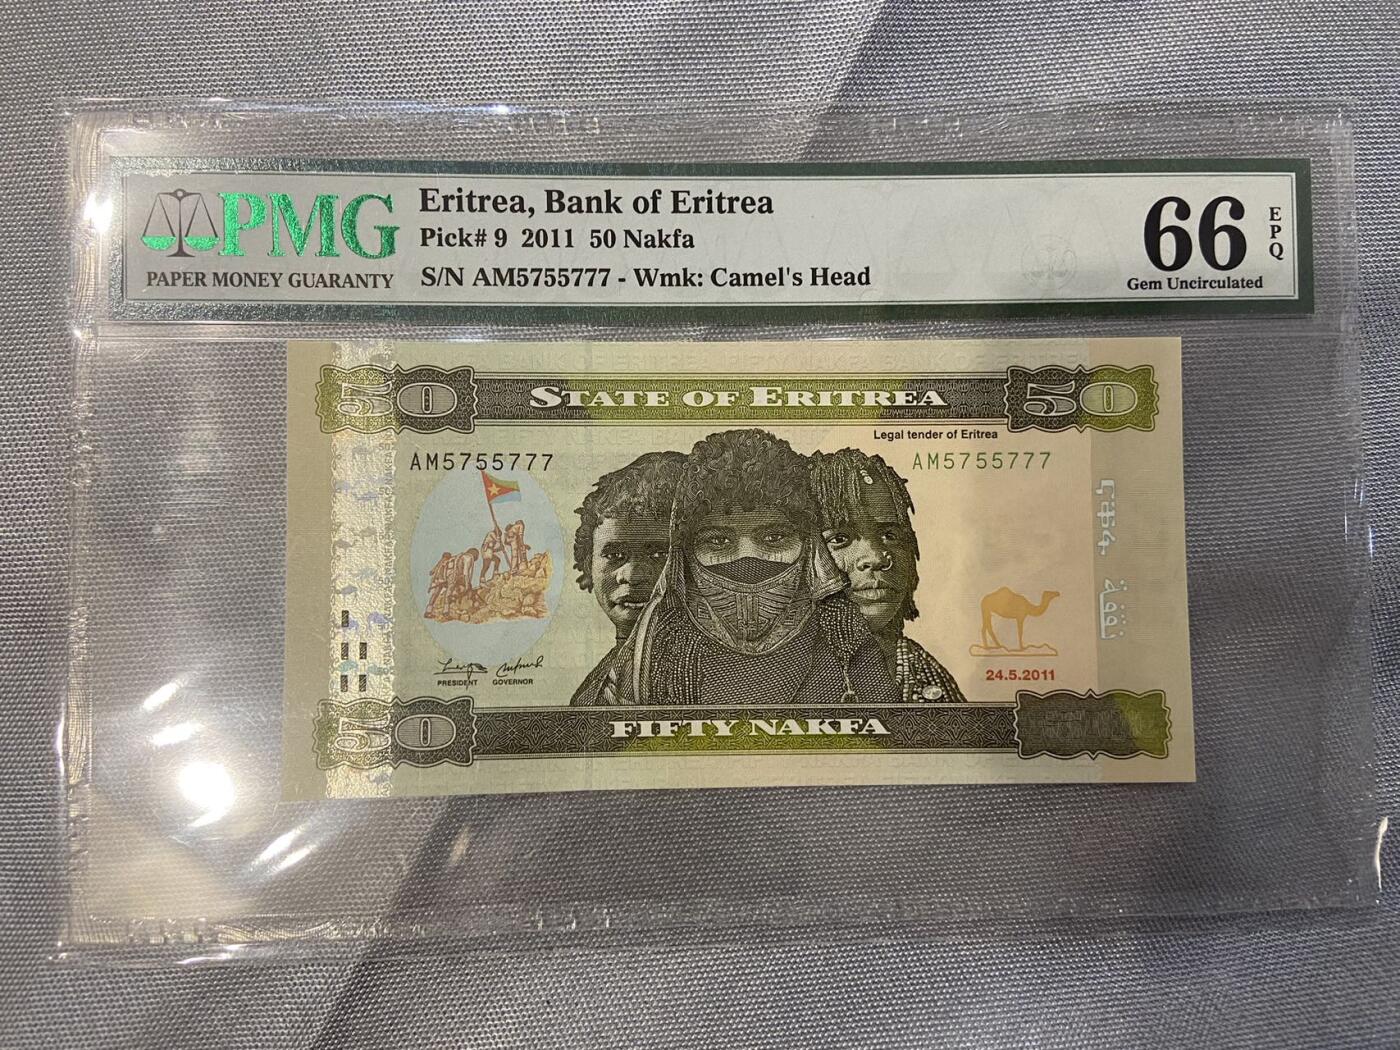 PMG
PAPER MONEY GUARANTY
Eritrea, Bank of Eritrea
Pick# 9 2011 50 Nakfa
S/N AM5755777 - Wmk: Camel's Head
66
EPQ
Gem Uncirculated
50
STATE OF ERITREA
50
Legal tender of Eritrea
AM5755777
AM5755777
ናቕፋ
نقفة
PRESIDENT
GOVERNOR
24.5.2011
50
FIFTY NAKFA